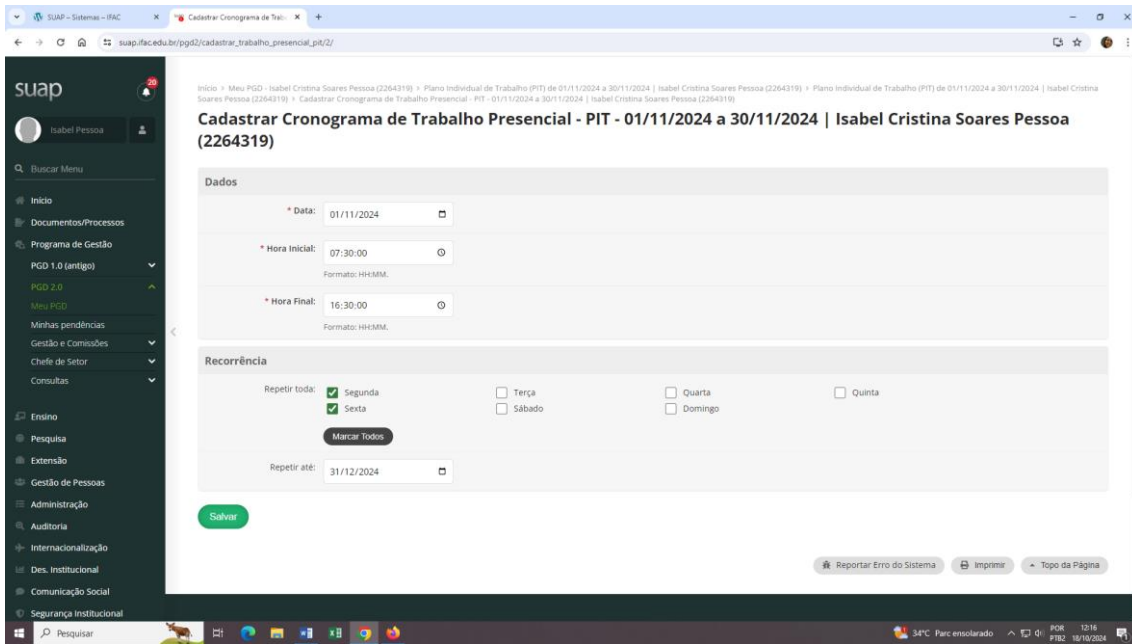 SUAP – Sistemas – IFAC
Cadastrar Cronograma de Trab
suap.ifac.edu.br/pgd2/cadastrar_trabalho_presencial_pit/2/
suap
20
Isabel Pessoa
Buscar Menu
Início
Documentos/Processos
Programa de Gestão
PGD 1.0 (antigo)
PGD 2.0
Meu PGD
Minhas pendências
Gestão e Comissões
Chefe de Setor
Consultas
Ensino
Pesquisa
Extensão
Gestão de Pessoas
Administração
Auditoria
Internacionalização
Des. Institucional
Comunicação Social
Segurança Institucional
Início > Meu PGD - Isabel Cristina Soares Pessoa (2264319) > Plano Individual de Trabalho (PIT) de 01/11/2024 a 30/11/2024 | Isabel Cristina Soares Pessoa (2264319) > Plano Individual de Trabalho (PIT) de 01/11/2024 a 30/11/2024 | Isabel Cristina
Soares Pessoa (2264319) > Cadastrar Cronograma de Trabalho Presencial - PIT - 01/11/2024 a 30/11/2024 | Isabel Cristina Soares Pessoa (2264319)
Cadastrar Cronograma de Trabalho Presencial - PIT - 01/11/2024 a 30/11/2024 | Isabel Cristina Soares Pessoa
(2264319)
Dados
* Data: 01/11/2024
* Hora Inicial: 07:30:00
Formato: HH:MM.
* Hora Final: 16:30:00
Formato: HH:MM.
Recorrência
Repetir toda: Segunda Terça Quarta Quinta
Sexta Sábado Domingo
Marcar Todos
Repetir até: 31/12/2024
Salvar
Reportar Erro do Sistema Imprimir Topo da Página
Pesquisar
34°C Parc ensolarado
POR 12:16
PTB2 18/10/2024